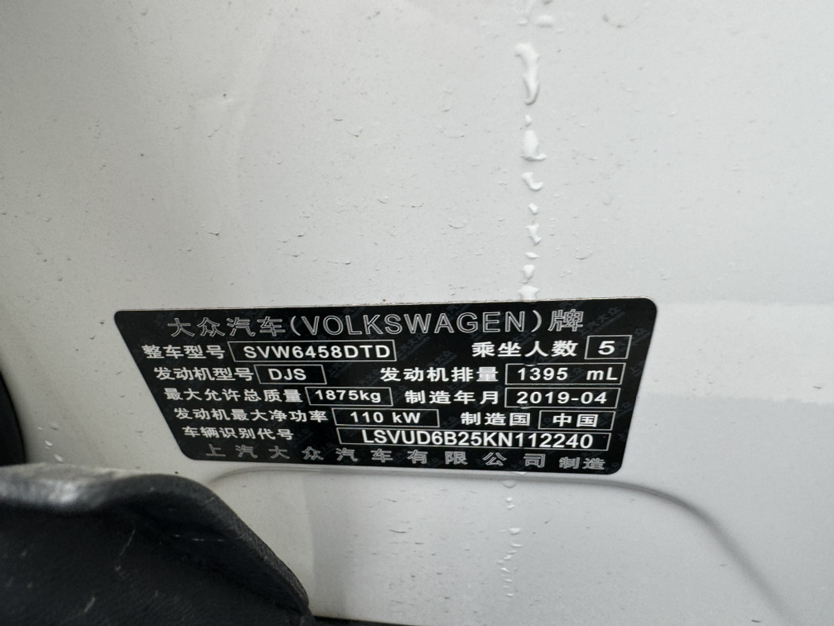 大众汽车(VOLKSWAGEN)牌
整车型号 SVW6458DTD 乘坐人数 5
发动机型号 DJS 发动机排量 1395 mL
最大允许总质量 1875kg 制造年月 2019-04
发动机最大净功率 110 kW 制造国 中国
车辆识别代号 LSVUD6B25KN112240
上汽大众汽车有限公司 制造